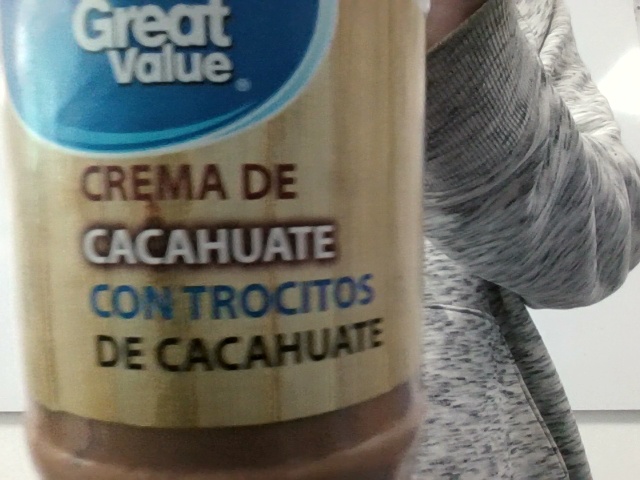 Great
Value®
CREMA DE
CACAHUATE
CON TROCITOS
DE CACAHUATE